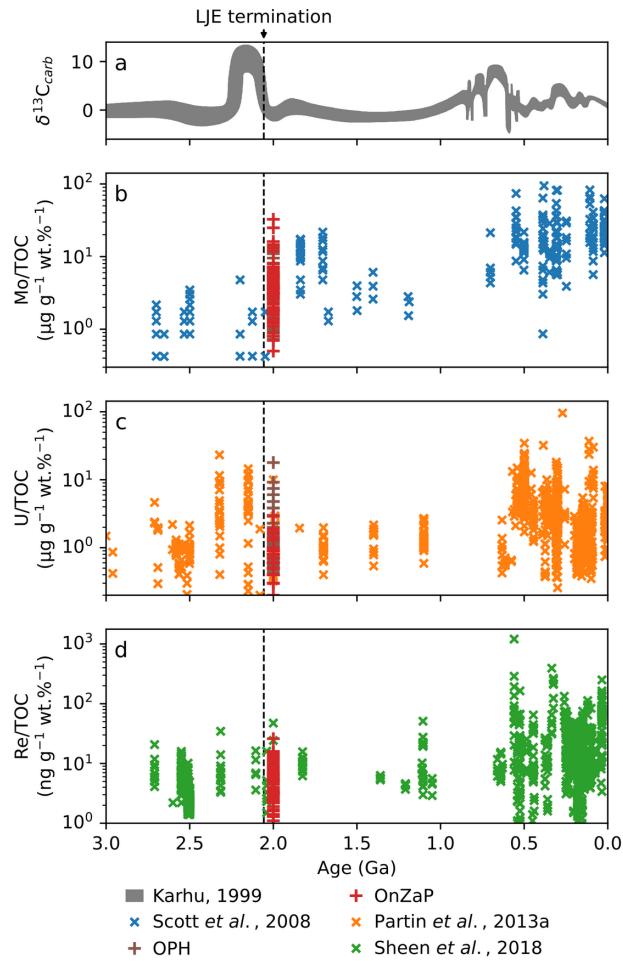 LJE termination
a
δ¹³C𝑐𝑎𝑟𝑏
10
0
b
Mo/TOC
(µg g⁻¹ wt.%⁻¹)
10²
10¹
10⁰
c
U/TOC
(µg g⁻¹ wt.%⁻¹)
10²
10¹
10⁰
d
Re/TOC
(ng g⁻¹ wt.%⁻¹)
10³
10²
10¹
10⁰
3.0 2.5 2.0 1.5 1.0 0.5 0.0
Age (Ga)
Karhu, 1999 OnZaP
Scott et al., 2008 Partin et al., 2013a
OPH Sheen et al., 2018